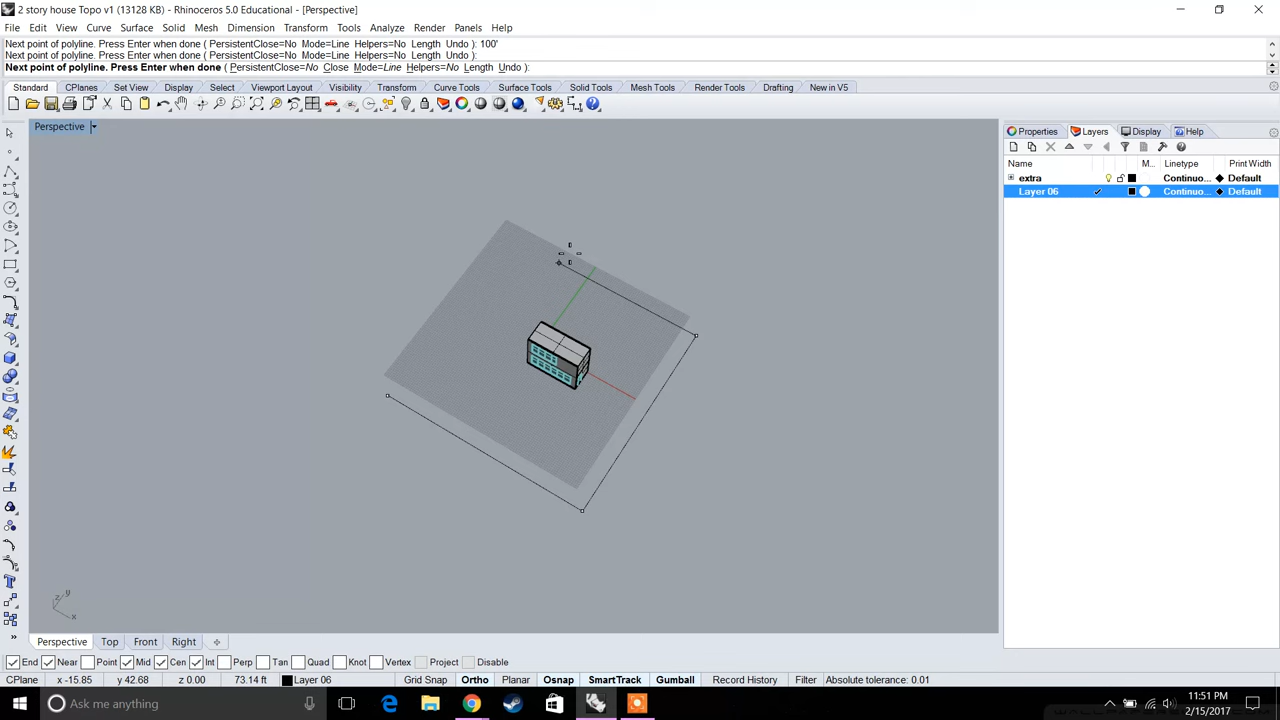 2 story house Topo v1 (13128 KB) - Rhinoceros 5.0 Educational - [Perspective]
File Edit View Curve Surface Solid Mesh Dimension Transform Tools Analyze Render Panels Help
Next point of polyline. Press Enter when done ( PersistentClose=No Mode=Line Helpers=No Length Undo ): 100'
Next point of polyline. Press Enter when done ( PersistentClose=No Mode=Line Helpers=No Length Undo ):
Next point of polyline. Press Enter when done ( PersistentClose=No Close Mode=Line Helpers=No Length Undo ):
Standard CPlanes Set View Display Select Viewport Layout Visibility Transform Curve Tools Surface Tools Solid Tools Mesh Tools Render Tools Drafting New in V5
Perspective
Properties Layers Display Help
Name M... Linetype Print Width
extra Continuo... Default
Layer 06 Continuo... Default
z y
x
Perspective Top Front Right
End Near Point Mid Cen Int Perp Tan Quad Knot Vertex Project Disable
CPlane x -15.85 y 42.68 z 0.00 73.14 ft Layer 06 Grid Snap Ortho Planar Osnap SmartTrack Gumball Record History Filter Absolute tolerance: 0.01
Ask me anything
11:51 PM
2/15/2017